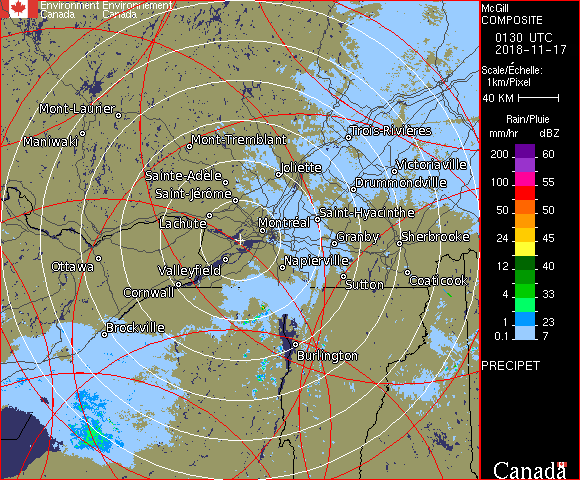 Environment Environnement
Canada Canada
McGill
COMPOSITE
0130 UTC
2018-11-17
Scale/Échelle:
1km/Pixel
40 KM
Rain/Pluie
mm/hr dBZ
200 60
100 55
50 50
24 45
12 40
4 33
1 23
0.1 7
PRECIPET
Canada
Mont-Laurier
Maniwaki
Mont-Tremblant
Trois-Rivières
Joliette
Victoriaville
Sainte-Adèle
Drummondville
Saint-Jérôme
Saint-Hyacinthe
Lachute
Montréal
Granby
Sherbrooke
Ottawa
Valleyfield
Napierville
Sutton
Coaticook
Cornwall
Brockville
Burlington